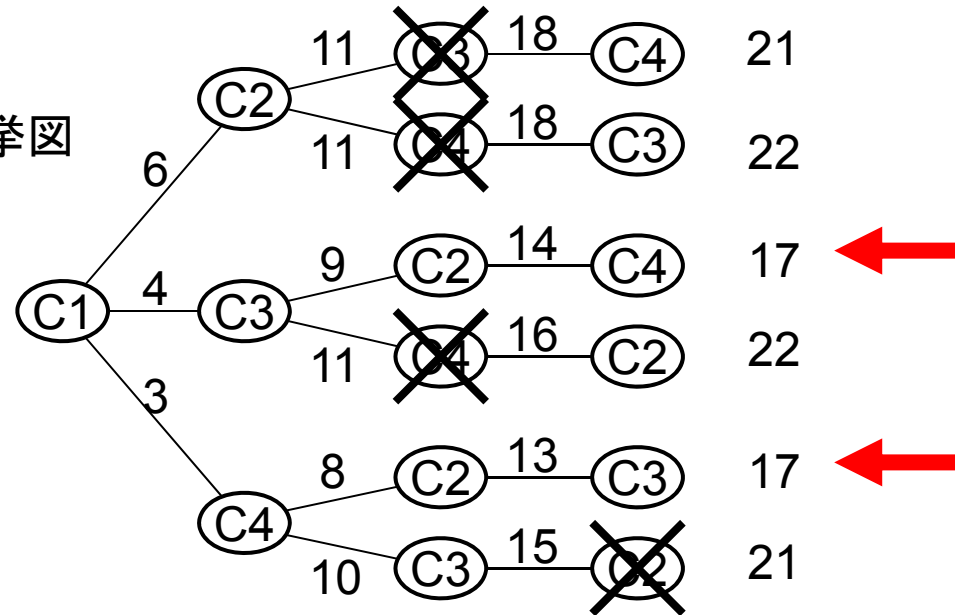 11 C3 18 C4 21
C2
挙図
11 C4 18 C3 22
6
9 C2 14 C4 17
C1 4 C3
11 C4 16 C2 22
3
8 C2 13 C3 17
C4
10 C3 15 C2 21